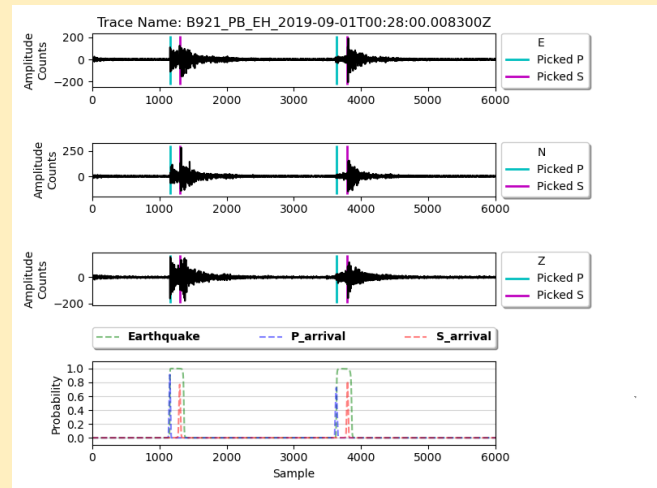 Trace Name: B921_PB_EH_2019-09-01T00:28:00.008300Z
Amplitude
Counts
200
0
−200
0 1000 2000 3000 4000 5000 6000
E
Picked P
Picked S
Amplitude
Counts
250
0
0 1000 2000 3000 4000 5000 6000
N
Picked P
Picked S
Amplitude
Counts
0
−200
0 1000 2000 3000 4000 5000 6000
Z
Picked P
Picked S
Earthquake P_arrival S_arrival
Probability
1.0
0.8
0.6
0.4
0.2
0.0
0 1000 2000 3000 4000 5000 6000
Sample